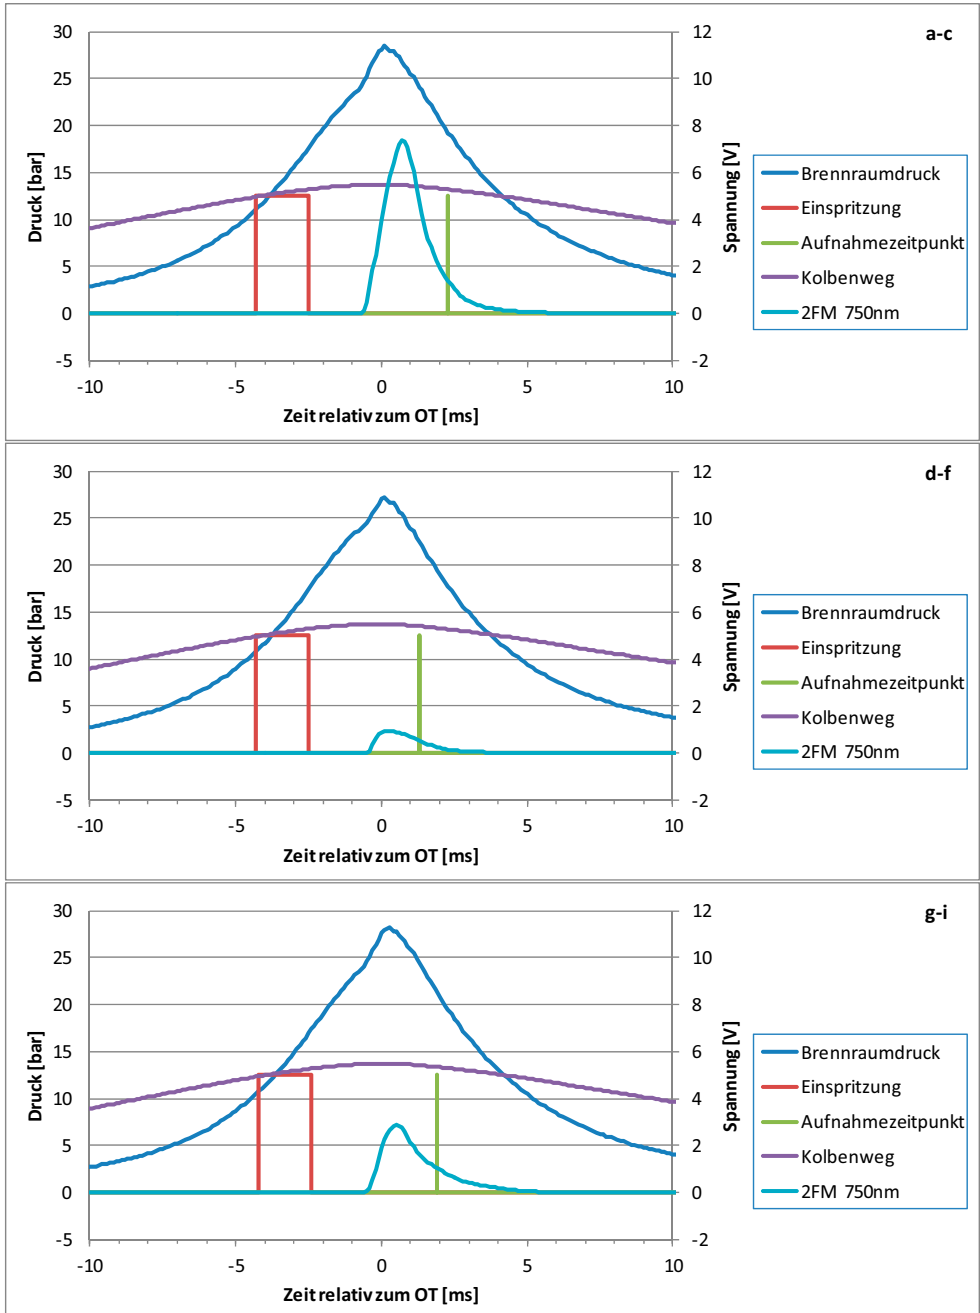 a-c
30
25
20
15
10
5
0
-5
Druck [bar]
12
10
8
6
4
2
0
-2
Spannung [V]
-10
-5
0
5
10
Zeit relativ zum OT [ms]
Brennraumdruck
Einspritzung
Aufnahmezeitpunkt
Kolbenweg
2FM 750nm
d-f
30
25
20
15
10
5
0
-5
Druck [bar]
12
10
8
6
4
2
0
-2
Spannung [V]
-10
-5
0
5
10
Zeit relativ zum OT [ms]
Brennraumdruck
Einspritzung
Aufnahmezeitpunkt
Kolbenweg
2FM 750nm
g-i
30
25
20
15
10
5
0
-5
Druck [bar]
12
10
8
6
4
2
0
-2
Spannung [V]
-10
-5
0
5
10
Zeit relativ zum OT [ms]
Brennraumdruck
Einspritzung
Aufnahmezeitpunkt
Kolbenweg
2FM 750nm